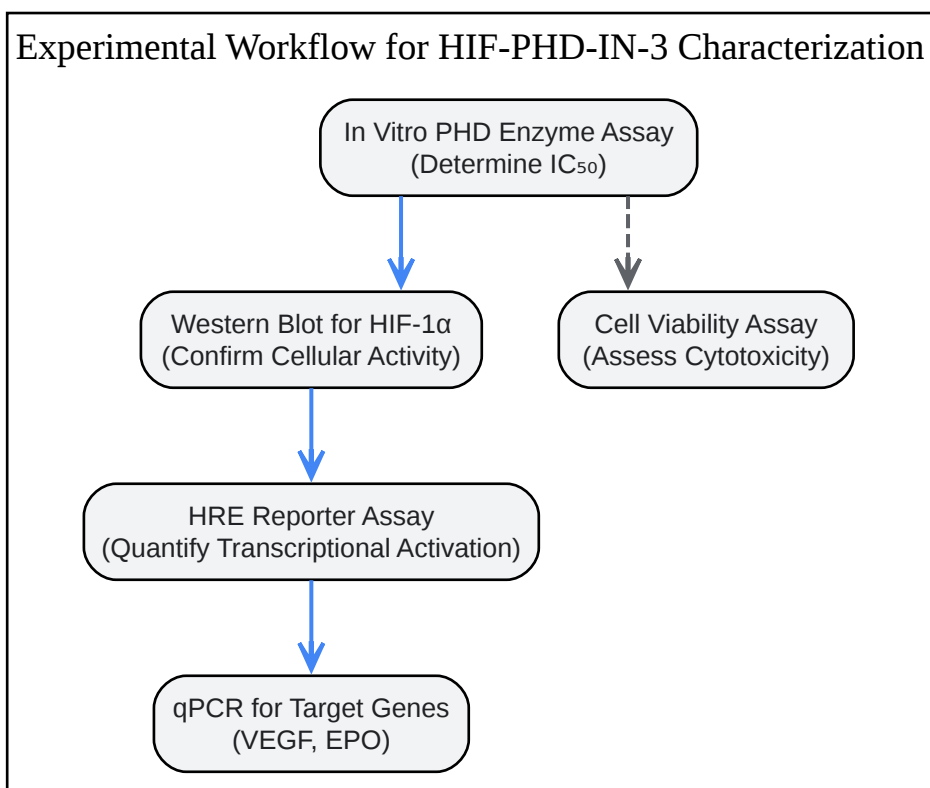 Experimental Workflow for HIF-PHD-IN-3 Characterization
In Vitro PHD Enzyme Assay
(Determine IC₅₀)
Western Blot for HIF-1α
(Confirm Cellular Activity)
Cell Viability Assay
(Assess Cytotoxicity)
HRE Reporter Assay
(Quantify Transcriptional Activation)
qPCR for Target Genes
(VEGF, EPO)